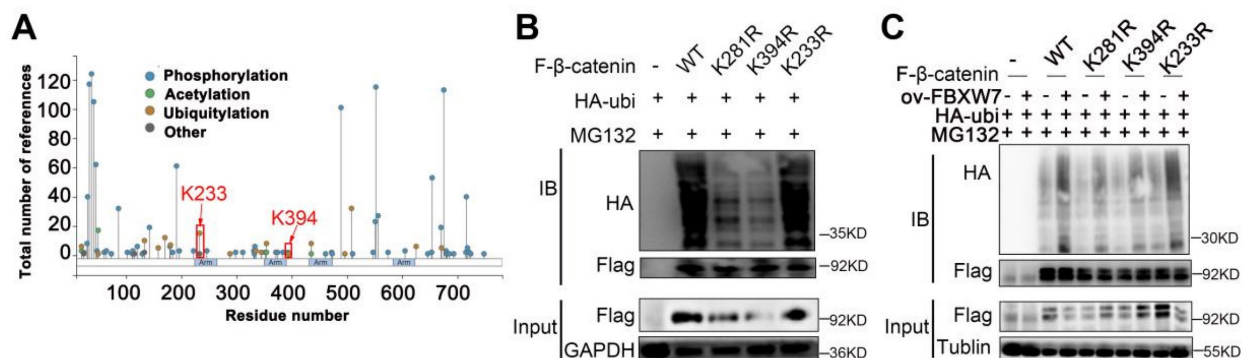 A
Total number of references
120
100
80
60
40
20
0
Phosphorylation
Acetylation
Ubiquitylation
Other
K233
K394
Arm Arm Arm Arm
100 200 300 400 500 600 700
Residue number
B
F-β-catenin - WT K281R K394R K233R
HA-ubi + + + + +
MG132 + + + + +
IB
HA
35KD
Flag 92KD
Input
Flag 92KD
GAPDH 36KD
C
F-β-catenin - WT K281R K394R K233R
ov-FBXW7 - + - + - + - + - +
HA-ubi + + + + + + + + + +
MG132 + + + + + + + + + +
IB
HA
30KD
Flag 92KD
Input
Flag 92KD
Tublin 55KD